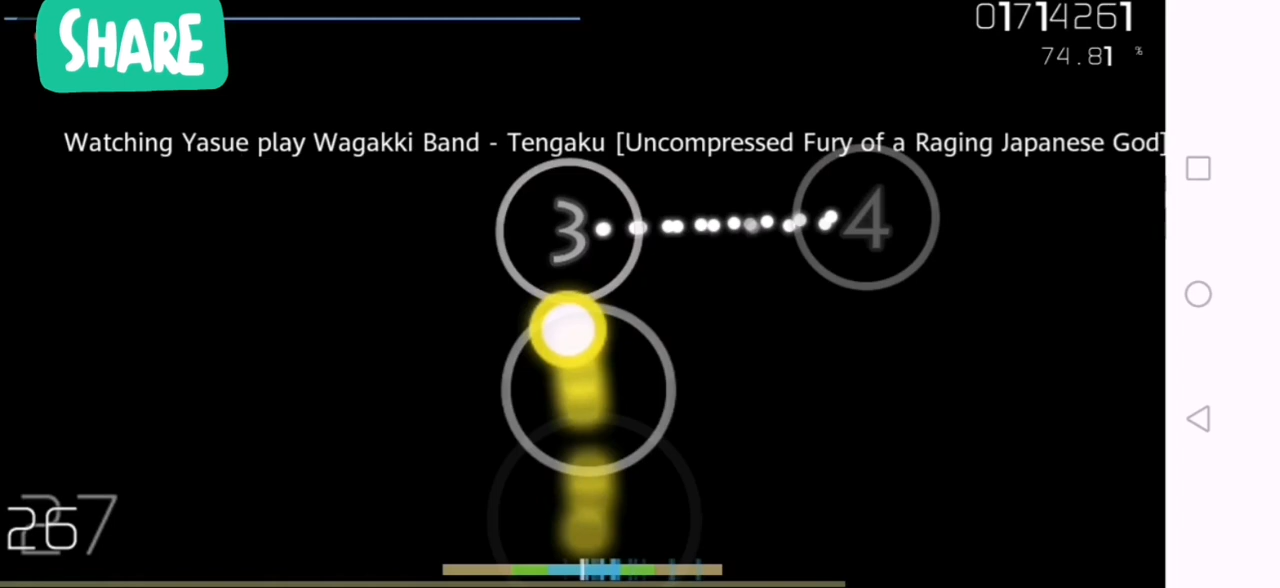 SHARE
01714261
74.81 %
Watching Yasue play Wagakki Band - Tengaku [Uncompressed Fury of a Raging Japanese God]
3
4
267